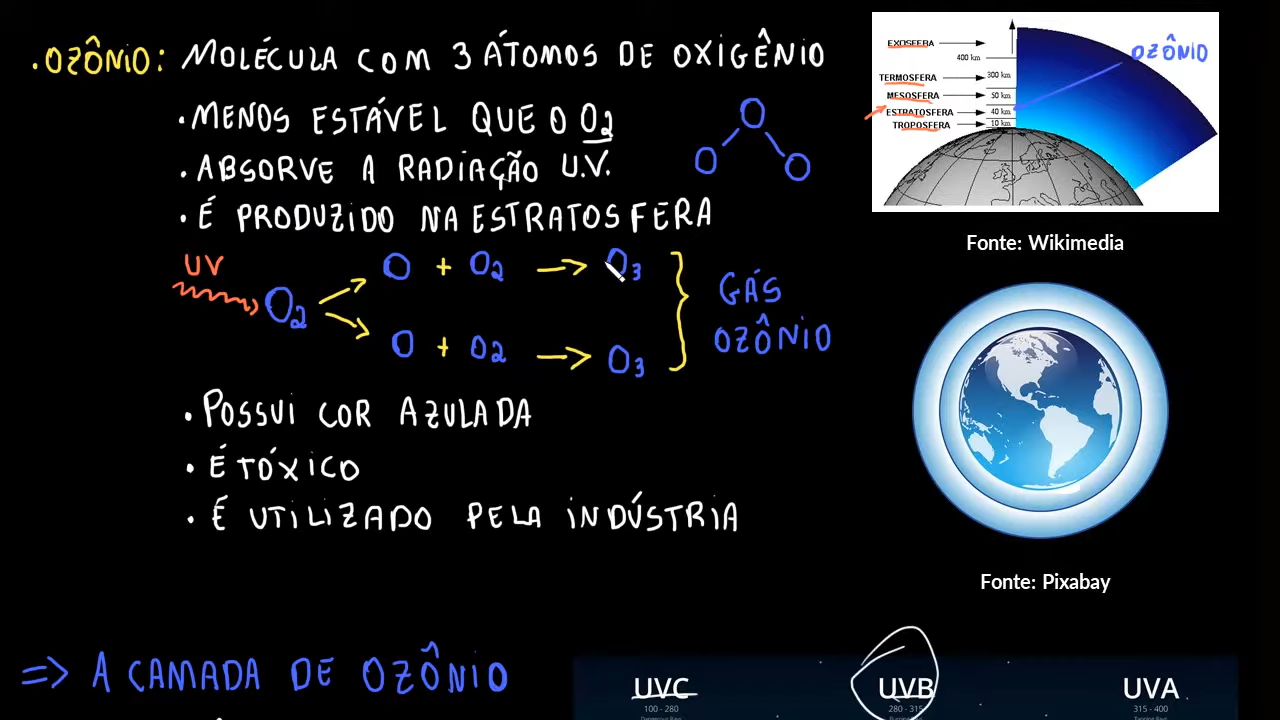 .OZÔNIO: MOLÉCULA COM 3 ÁTOMOS DE OXIGÊNIO
• MENOS ESTÁVEL QUE O O2
• ABSORVE A RADIAÇÃO U.V.
• É PRODUZIDO NA ESTRATOSFERA
O
O O
UV
O2
O + O2 → O3
O + O2 → O3
GÁS
OZÔNIO
• POSSUI COR AZULADA
• É TÓXICO
• É UTILIZADO PELA INDÚSTRIA
EXOSFERA
400 km
TERMOSFERA 300 km
MESOSFERA 50 km
ESTRATOSFERA 40 km
TROPOSFERA 10 km
OZÔNIO
Fonte: Wikimedia
Fonte: Pixabay
=> A CAMADA DE OZÔNIO
UVC UVB UVA
100 - 280 280 - 315 315 - 400